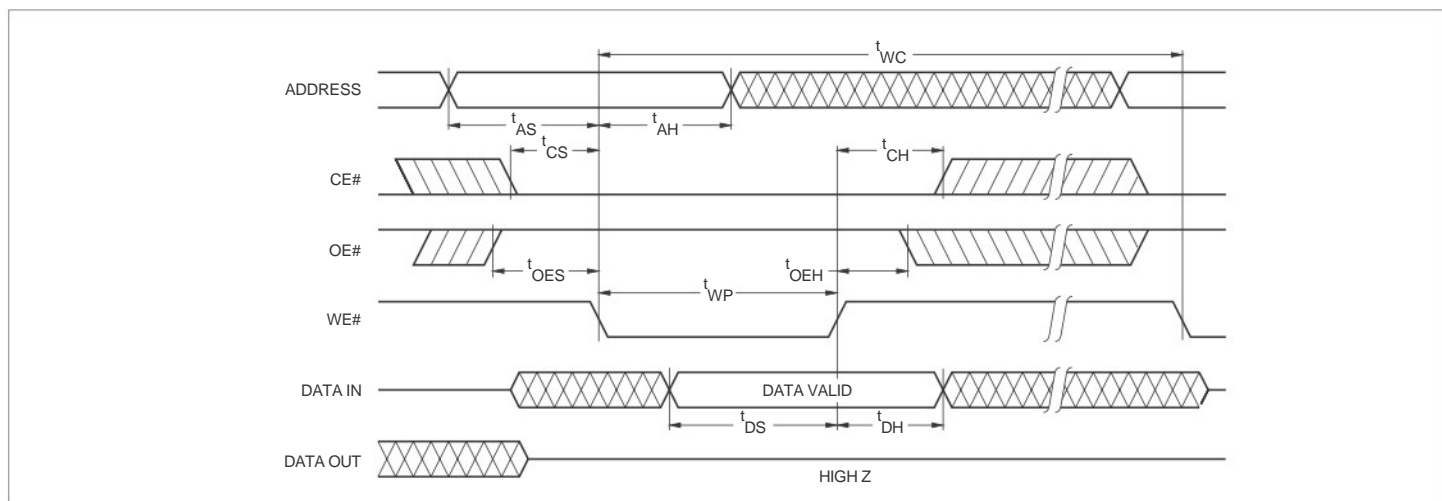 tWC
ADDRESS
tAS
tAH
tCS
tCH
CE#
OE#
tOES
tOEH
tWP
WE#
DATA IN
DATA VALID
tDS
tDH
DATA OUT
HIGH Z